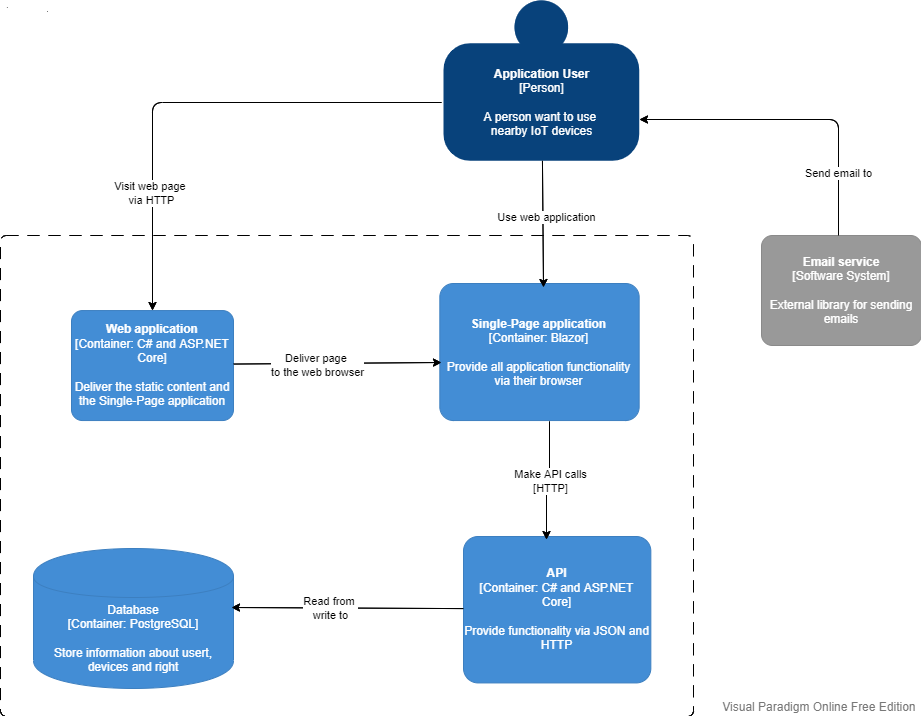 Application User
[Person]
A person want to use
nearby IoT devices
Visit web page
via HTTP
Send email to
Use web application
Email service
[Software System]
External library for sending
emails
Web application
[Container: C# and ASP.NET
Core]
Deliver the static content and
the Single-Page application
Deliver page
to the web browser
Single-Page application
[Container: Blazor]
Provide all application functionality
via their browser
Make API calls
[HTTP]
Database
[Container: PostgreSQL]
Store information about usert,
devices and right
Read from
write to
API
[Container: C# and ASP.NET
Core]
Provide functionality via JSON and
HTTP
Visual Paradigm Online Free Edition